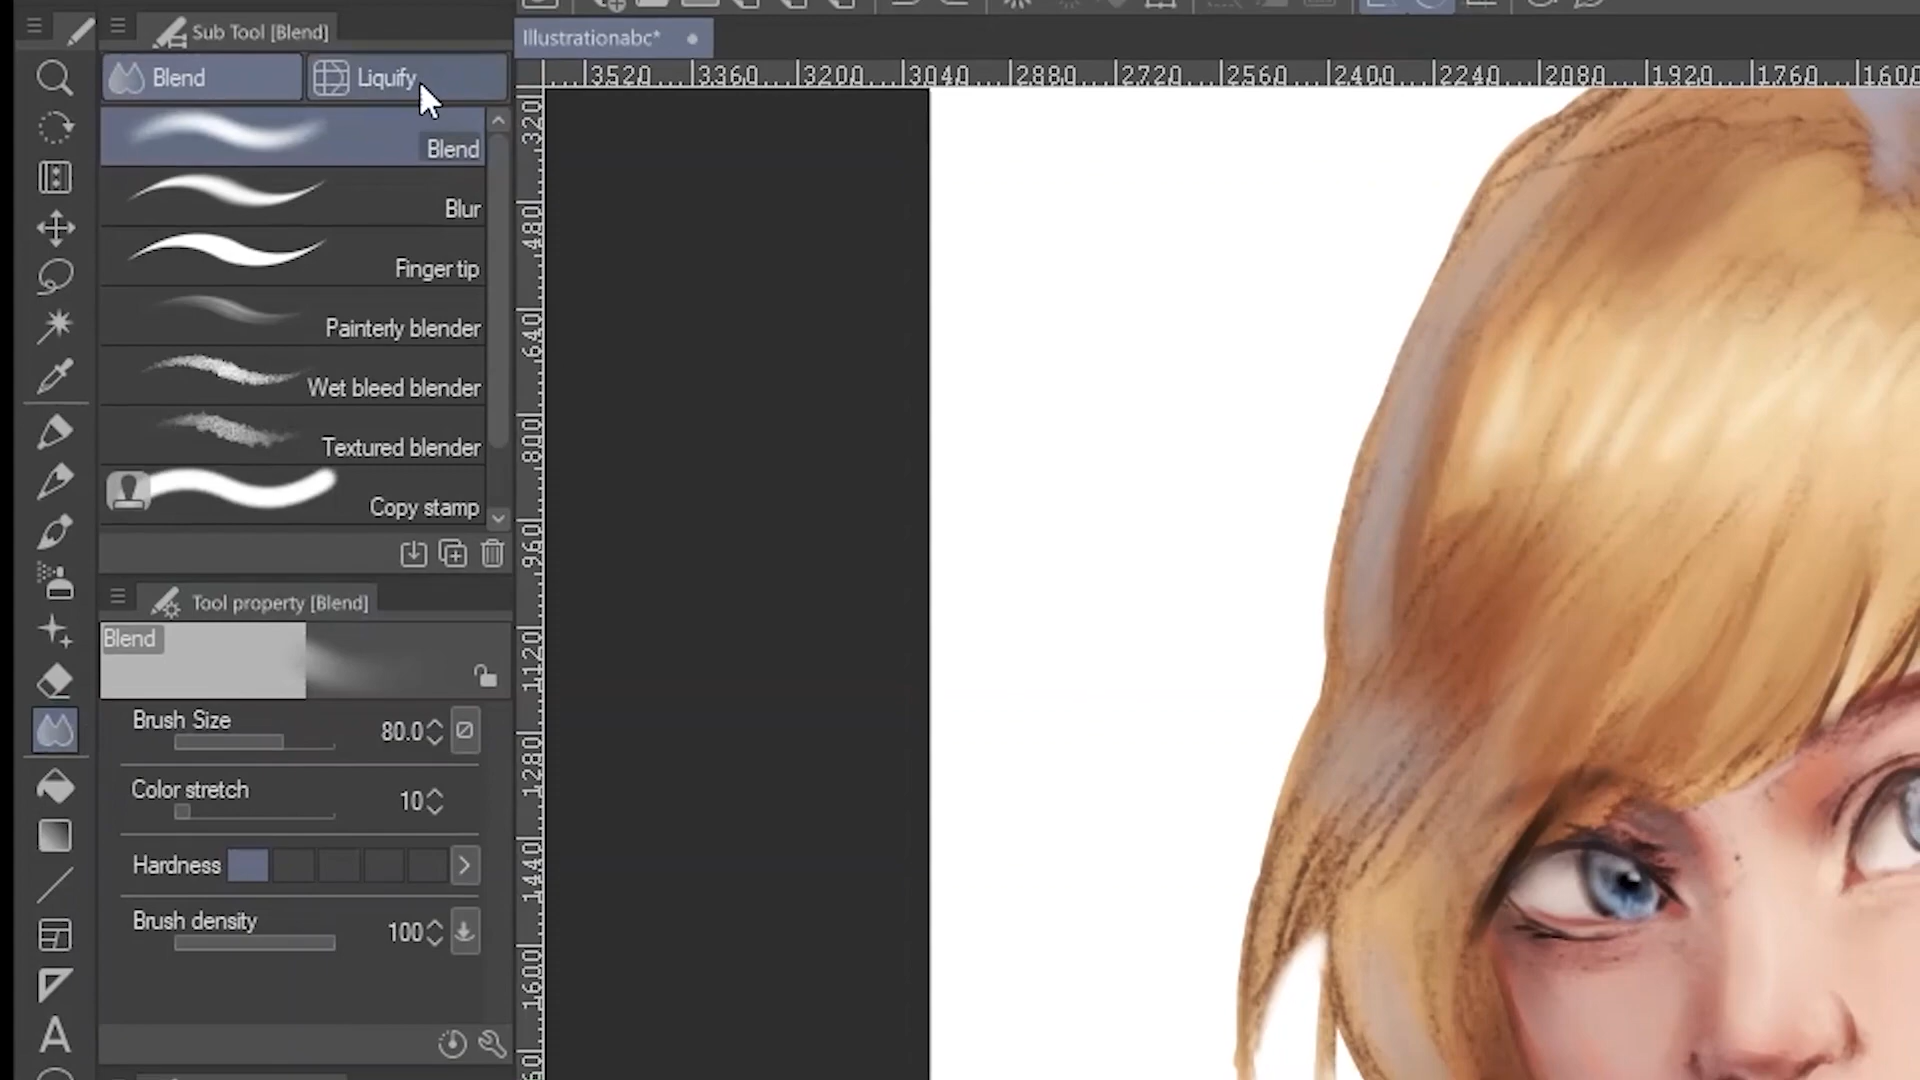 Sub Tool [Blend]
Blend
Liquify
Blend
Blur
Finger tip
Painterly blender
Wet bleed blender
Textured blender
Copy stamp
Tool property [Blend]
Blend
Brush Size 80.0
Color stretch 10
Hardness
Brush density 100
A
Illustrationabc*
3520 3360 3200 3040 2880 2720 2560 2400 2240 2080 1920 1760 1600
320
480
640
800
960
1120
1280
1440
1600